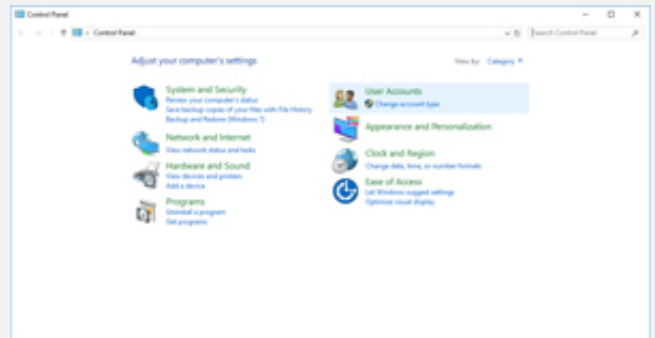 Control Panel
Control Panel
Search Control Panel
Adjust your computer's settings
View by: Category
System and Security
Review your computer's status
Save backup copies of your files with File History
Backup and Restore (Windows 7)
Network and Internet
View network status and tasks
Hardware and Sound
View devices and printers
Add a device
Programs
Uninstall a program
Get programs
User Accounts
Change account type
Appearance and Personalization
Clock and Region
Change date, time, or number formats
Ease of Access
Let Windows suggest settings
Optimize visual display